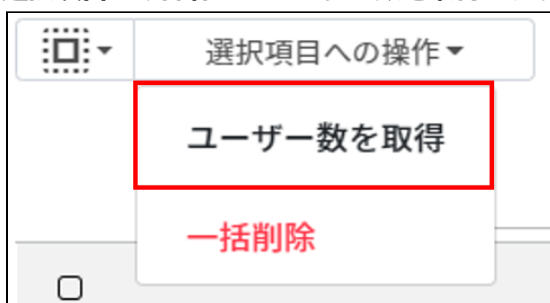 選択項目への操作
ユーザー数を取得
一括削除